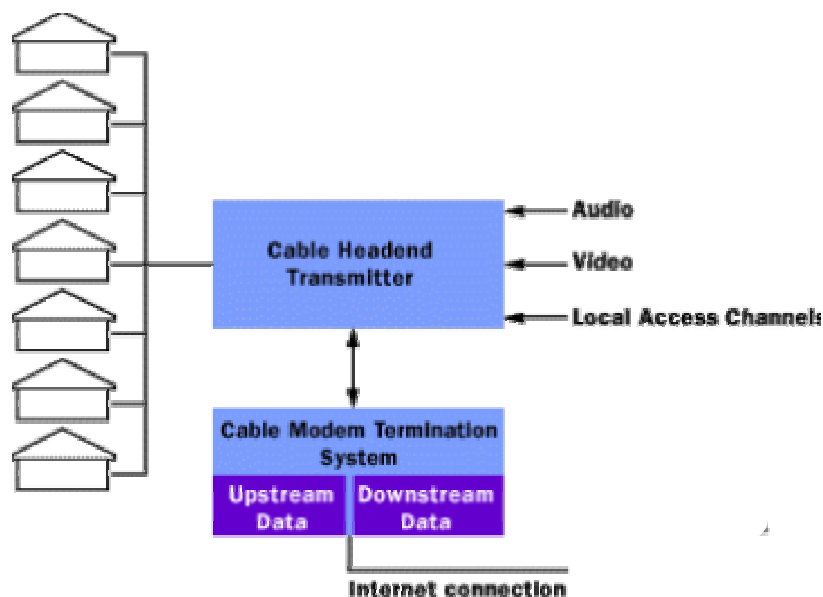 Audio
Cable Headend
Transmitter
Video
Local Access Channels
Cable Modem Termination
System
Upstream
Data
Downstream
Data
Internet connection